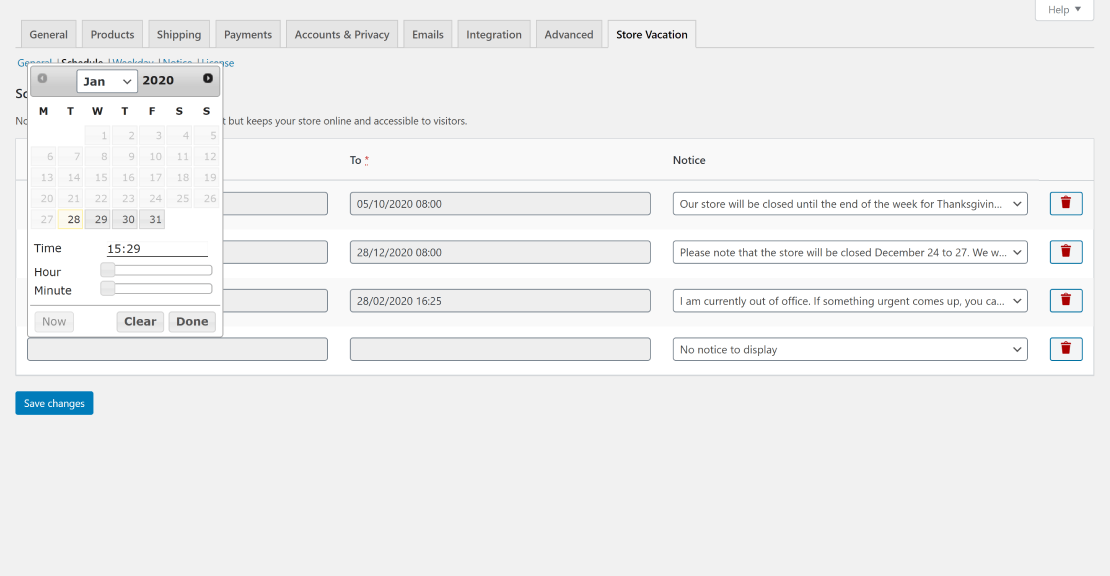 Help ▼
General Products Shipping Payments Accounts & Privacy Emails Integration Advanced Store Vacation
General | Schedule | Weekday | Notice | License
Jan 2020
M T W T F S S
1 2 3 4 5
6 7 8 9 10 11 12
13 14 15 16 17 18 19
20 21 22 23 24 25 26
27 28 29 30 31
Time 15:29
Hour
Minute
Now Clear Done
but keeps your store online and accessible to visitors.
To * Notice
05/10/2020 08:00 Our store will be closed until the end of the week for Thanksgivin...
28/12/2020 08:00 Please note that the store will be closed December 24 to 27. We w...
28/02/2020 16:25 I am currently out of office. If something urgent comes up, you ca...
No notice to display
Save changes